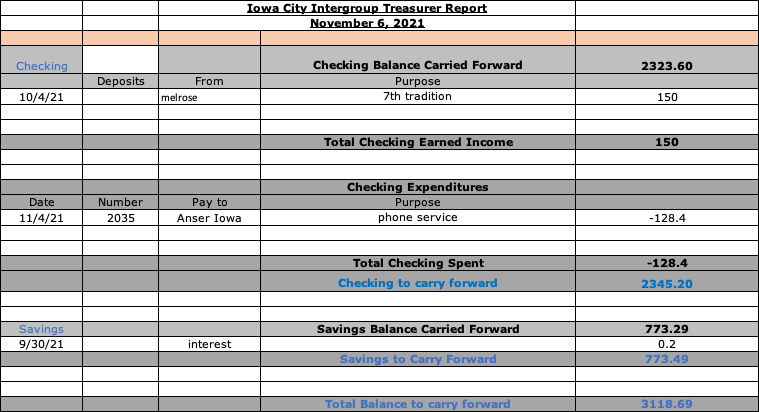 Iowa City Intergroup Treasurer Report
November 6, 2021
Checking Checking Balance Carried Forward 2323.60
Deposits From Purpose
10/4/21 melrose 7th tradition 150
Total Checking Earned Income 150
Checking Expenditures
Date Number Pay to Purpose
11/4/21 2035 Anser Iowa phone service -128.4
Total Checking Spent -128.4
Checking to carry forward 2345.20
Savings Savings Balance Carried Forward 773.29
9/30/21 interest 0.2
Savings to Carry Forward 773.49
Total Balance to carry forward 3118.69